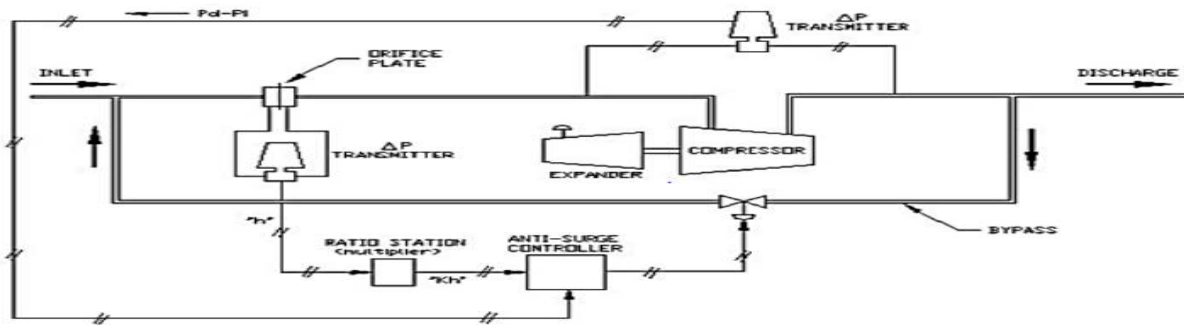 Pd-P1
ΔP
TRANSMITTER
ORIFICE
PLATE
INLET
DISCHARGE
ΔP
TRANSMITTER
COMPRESSOR
EXPANDER
"h"
BYPASS
RATIO STATION
(multiplier)
ANTI-SURGE
CONTROLLER
"Kh"